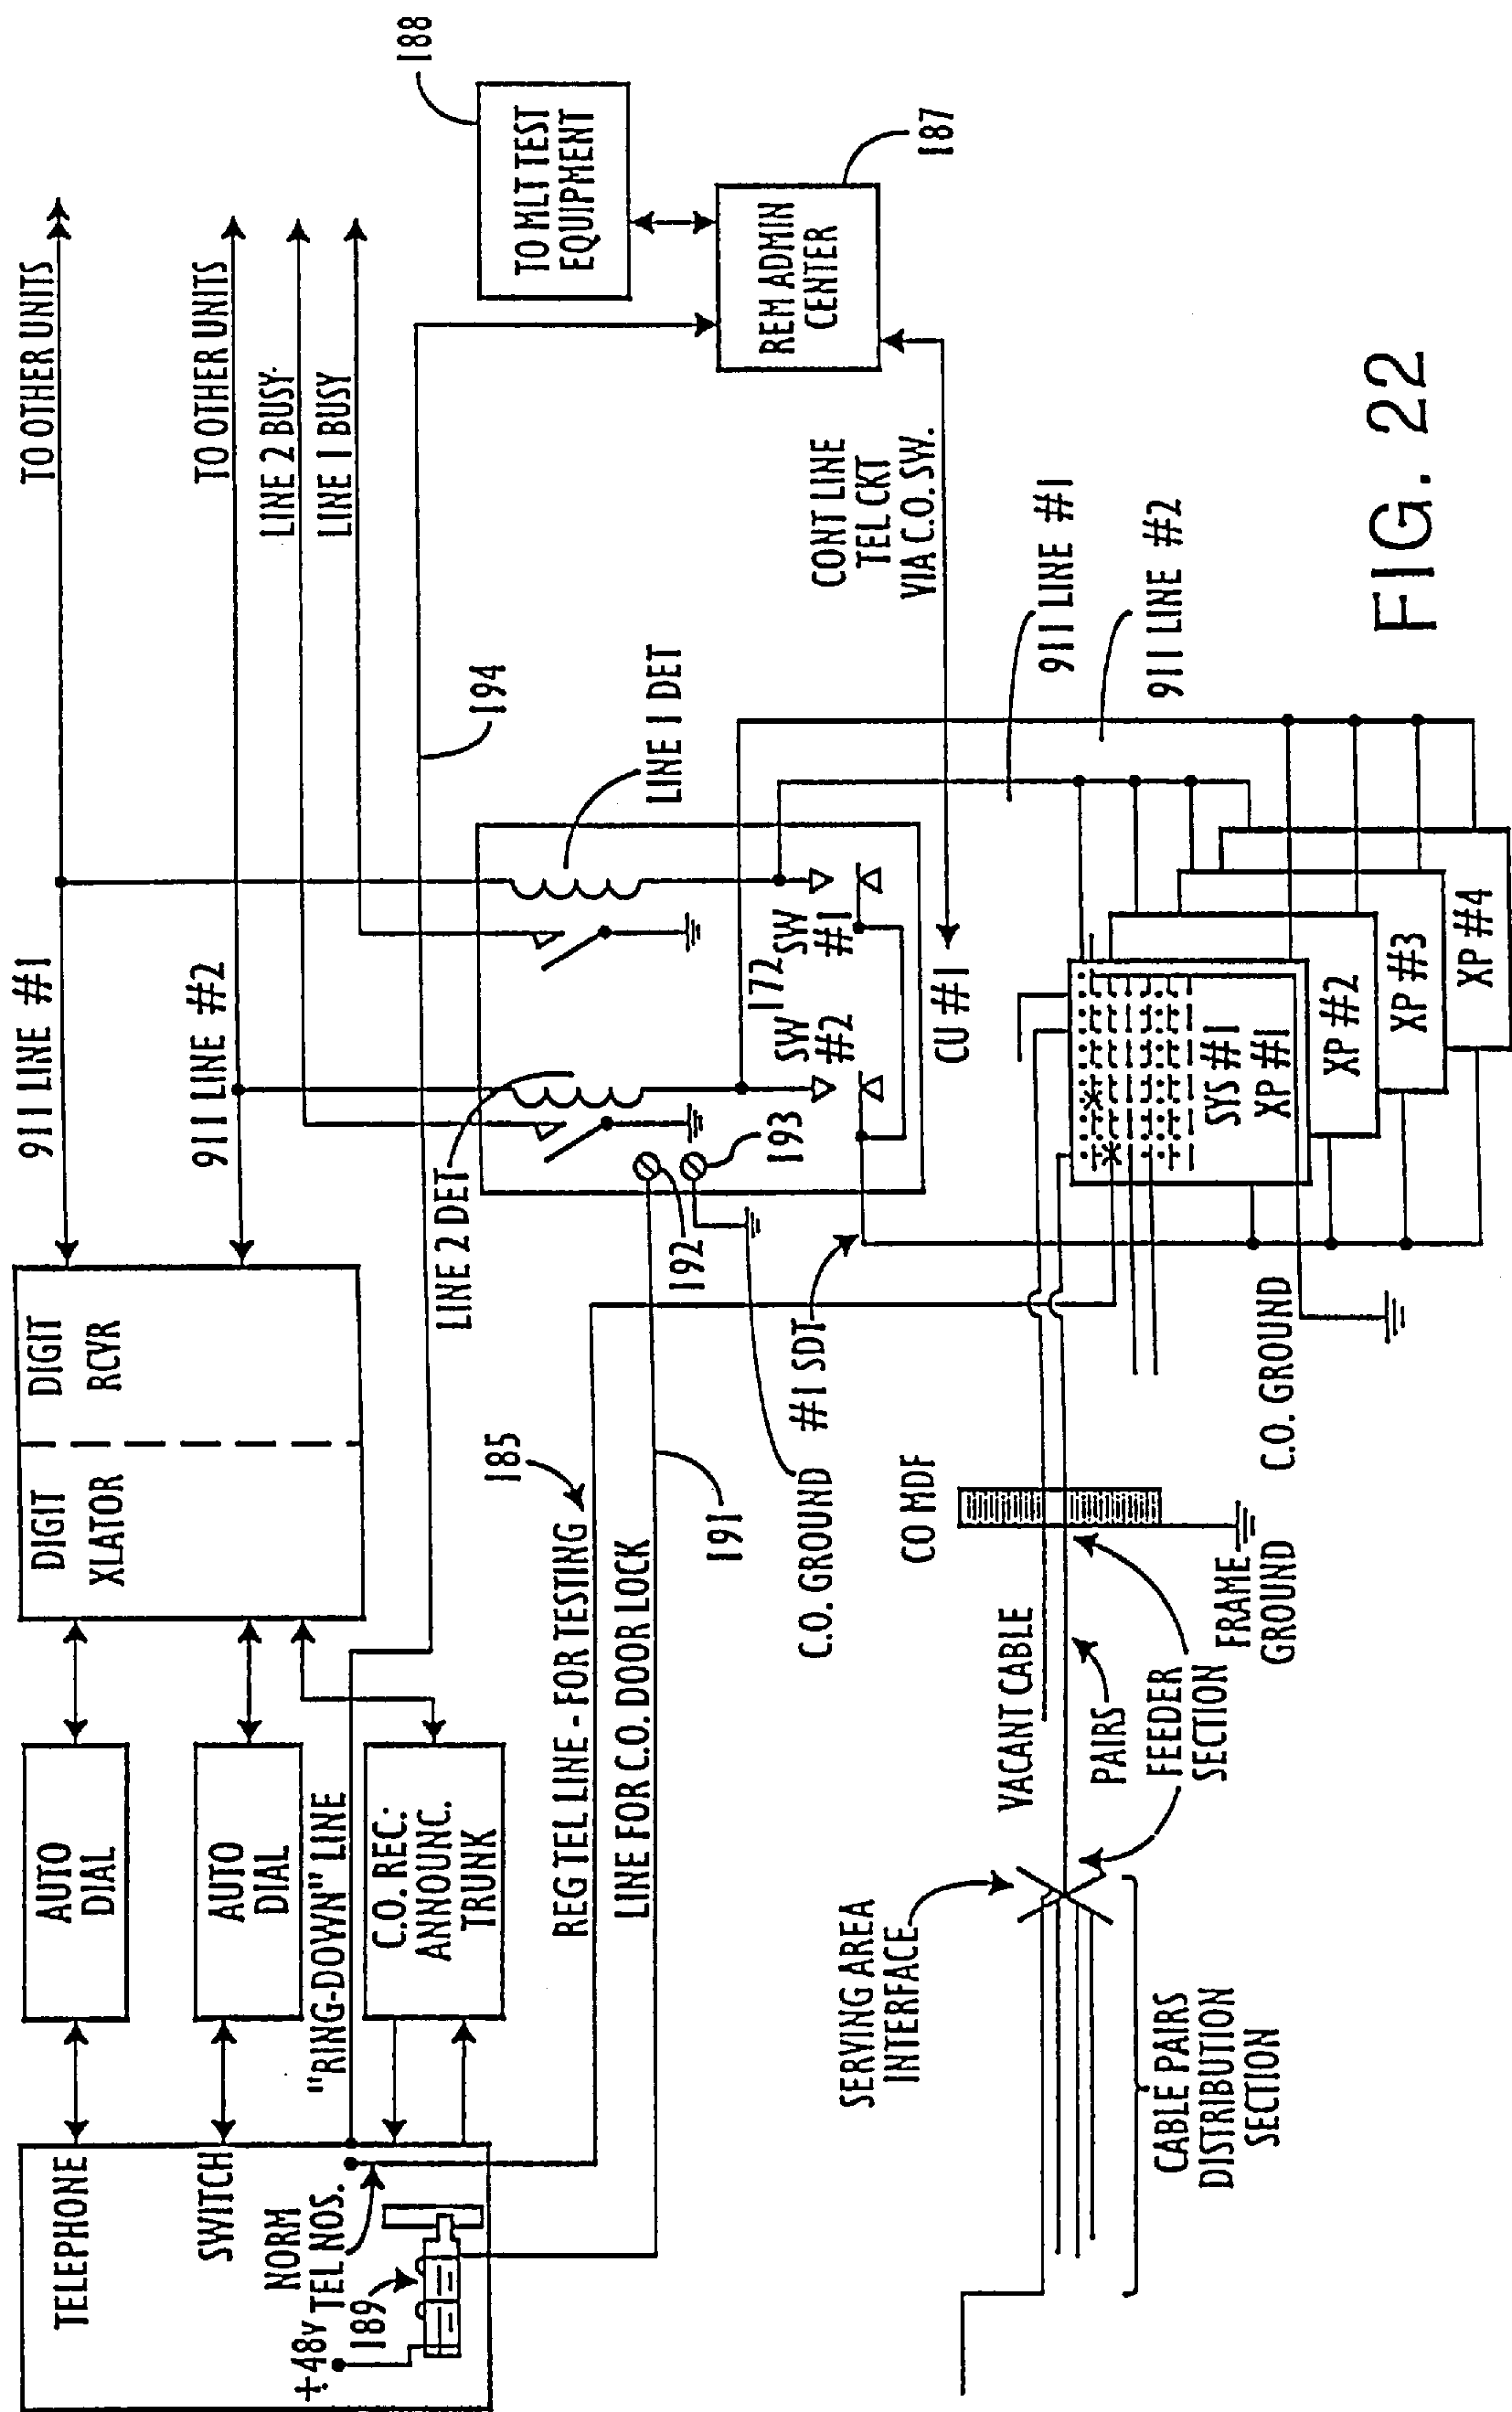 TELEPHONE
SWITCH
NORM
TEL NOS.
+48v
189
AUTO
DIAL
AUTO
DIAL
"RING-DOWN" LINE
C.O. REC.
ANNOUNC.
TRUNK
DIGIT
XLATOR
DIGIT
RCVR
911 LINE #1
911 LINE #2
TO OTHER UNITS
TO OTHER UNITS
LINE 2 BUSY
LINE 1 BUSY
194
188
TO MLT TEST
EQUIPMENT
REM ADMIN
CENTER
187
LINE 2 DET
LINE 1 DET
172
SW
#2
SW
#1
192
193
CU #1
CONT LINE
TEL CKT
VIA C.O. SW.
185
REG TEL LINE - FOR TESTING
LINE FOR C.O. DOOR LOCK
191
C.O. GROUND
#1 SDT
911 LINE #1
911 LINE #2
SERVING AREA
INTERFACE
VACANT CABLE
PAIRS
CO MDF
FEEDER
SECTION
FRAME
GROUND
C.O. GROUND
CABLE PAIRS
DISTRIBUTION
SECTION
SYS #1
XP #1
XP #2
XP #3
XP #4
FIG. 22